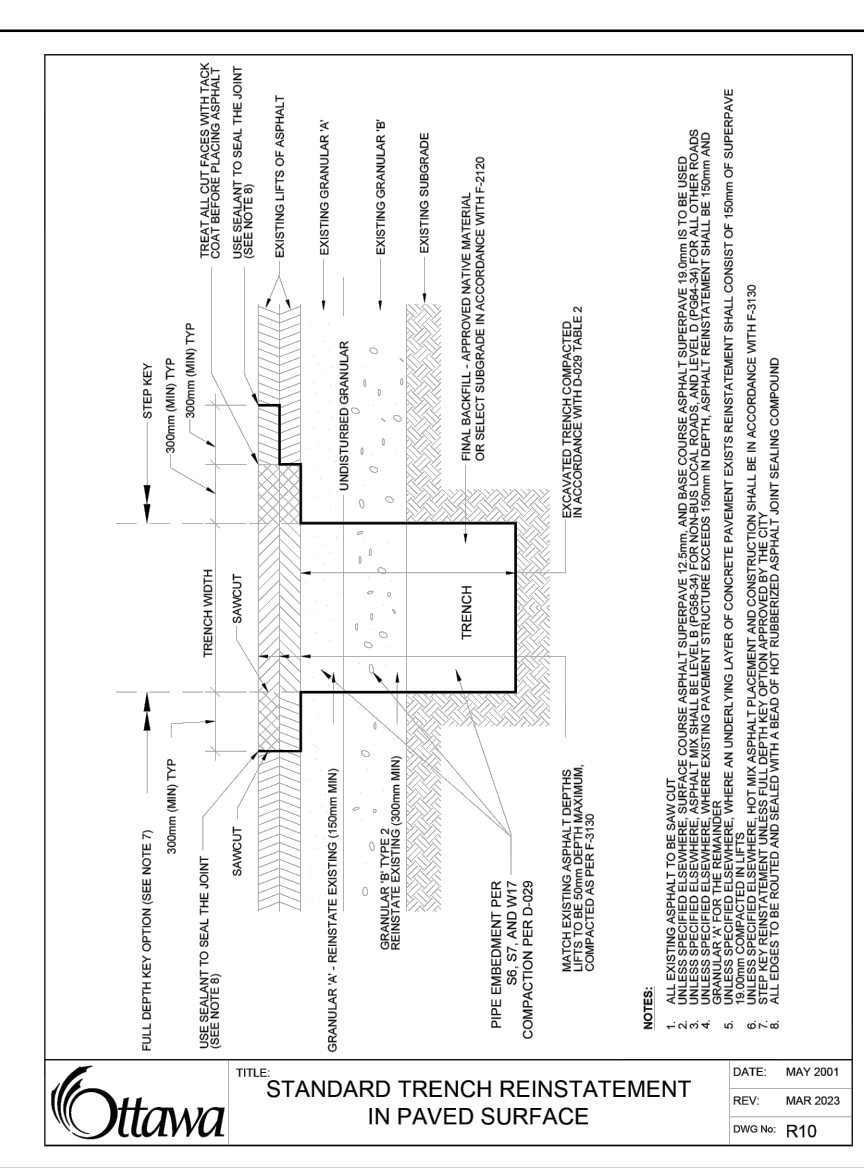 FULL DEPTH KEY OPTION (SEE NOTE 7)
STEP KEY
300mm (MIN) TYP
TRENCH WIDTH
300mm (MIN) TYP
300mm (MIN) TYP
USE SEALANT TO SEAL THE JOINT
(SEE NOTE 8)
SAWCUT
SAWCUT
TREAT ALL CUT FACES WITH TACK
COAT BEFORE PLACING ASPHALT
USE SEALANT TO SEAL THE JOINT
(SEE NOTE 8)
EXISTING LIFTS OF ASPHALT
EXISTING GRANULAR 'A'
EXISTING GRANULAR 'B'
EXISTING SUBGRADE
UNDISTURBED GRANULAR
GRANULAR 'A' - REINSTATE EXISTING (150mm MIN)
GRANULAR 'B' TYPE 2
REINSTATE EXISTING (300mm MIN)
TRENCH
FINAL BACKFILL - APPROVED NATIVE MATERIAL
OR SELECT SUBGRADE IN ACCORDANCE WITH F-2120
PIPE EMBEDMENT PER
S6, S7, AND W17
COMPACTION PER D-029
MATCH EXISTING ASPHALT DEPTHS
LIFTS TO BE 50mm DEPTH MAXIMUM,
COMPACTED AS PER F-3130
EXCAVATED TRENCH COMPACTED
IN ACCORDANCE WITH D-029 TABLE 2
NOTES:
1. ALL EXISTING ASPHALT TO BE SAW CUT
2. UNLESS SPECIFIED ELSEWHERE, SURFACE COURSE ASPHALT SUPERPAVE 12.5mm, AND BASE COURSE ASPHALT SUPERPAVE 19.0mm IS TO BE USED
3. UNLESS SPECIFIED ELSEWHERE, ASPHALT MIX SHALL BE LEVEL B (PG58-34) FOR NON-BUS LOCAL ROADS, AND LEVEL D (PG64-34) FOR ALL OTHER ROADS
4. UNLESS SPECIFIED ELSEWHERE, WHERE EXISTING PAVEMENT STRUCTURE EXCEEDS 150mm IN DEPTH, ASPHALT REINSTATEMENT SHALL BE 150mm AND
GRANULAR 'A' FOR THE REMAINDER
5. UNLESS SPECIFIED ELSEWHERE, WHERE AN UNDERLYING LAYER OF CONCRETE PAVEMENT EXISTS REINSTATEMENT SHALL CONSIST OF 150mm OF SUPERPAVE
19.00mm COMPACTED IN LIFTS
6. UNLESS SPECIFIED ELSEWHERE, HOT MIX ASPHALT PLACEMENT AND CONSTRUCTION SHALL BE IN ACCORDANCE WITH F-3130
7. STEP KEY REINSTATEMENT UNLESS FULL DEPTH KEY OPTION APPROVED BY THE CITY
8. ALL EDGES TO BE ROUTED AND SEALED WITH A BEAD OF HOT RUBBERIZED ASPHALT JOINT SEALING COMPOUND
Ottawa
TITLE:
STANDARD TRENCH REINSTATEMENT
IN PAVED SURFACE
DATE: MAY 2001
REV: MAR 2023
DWG No: R10